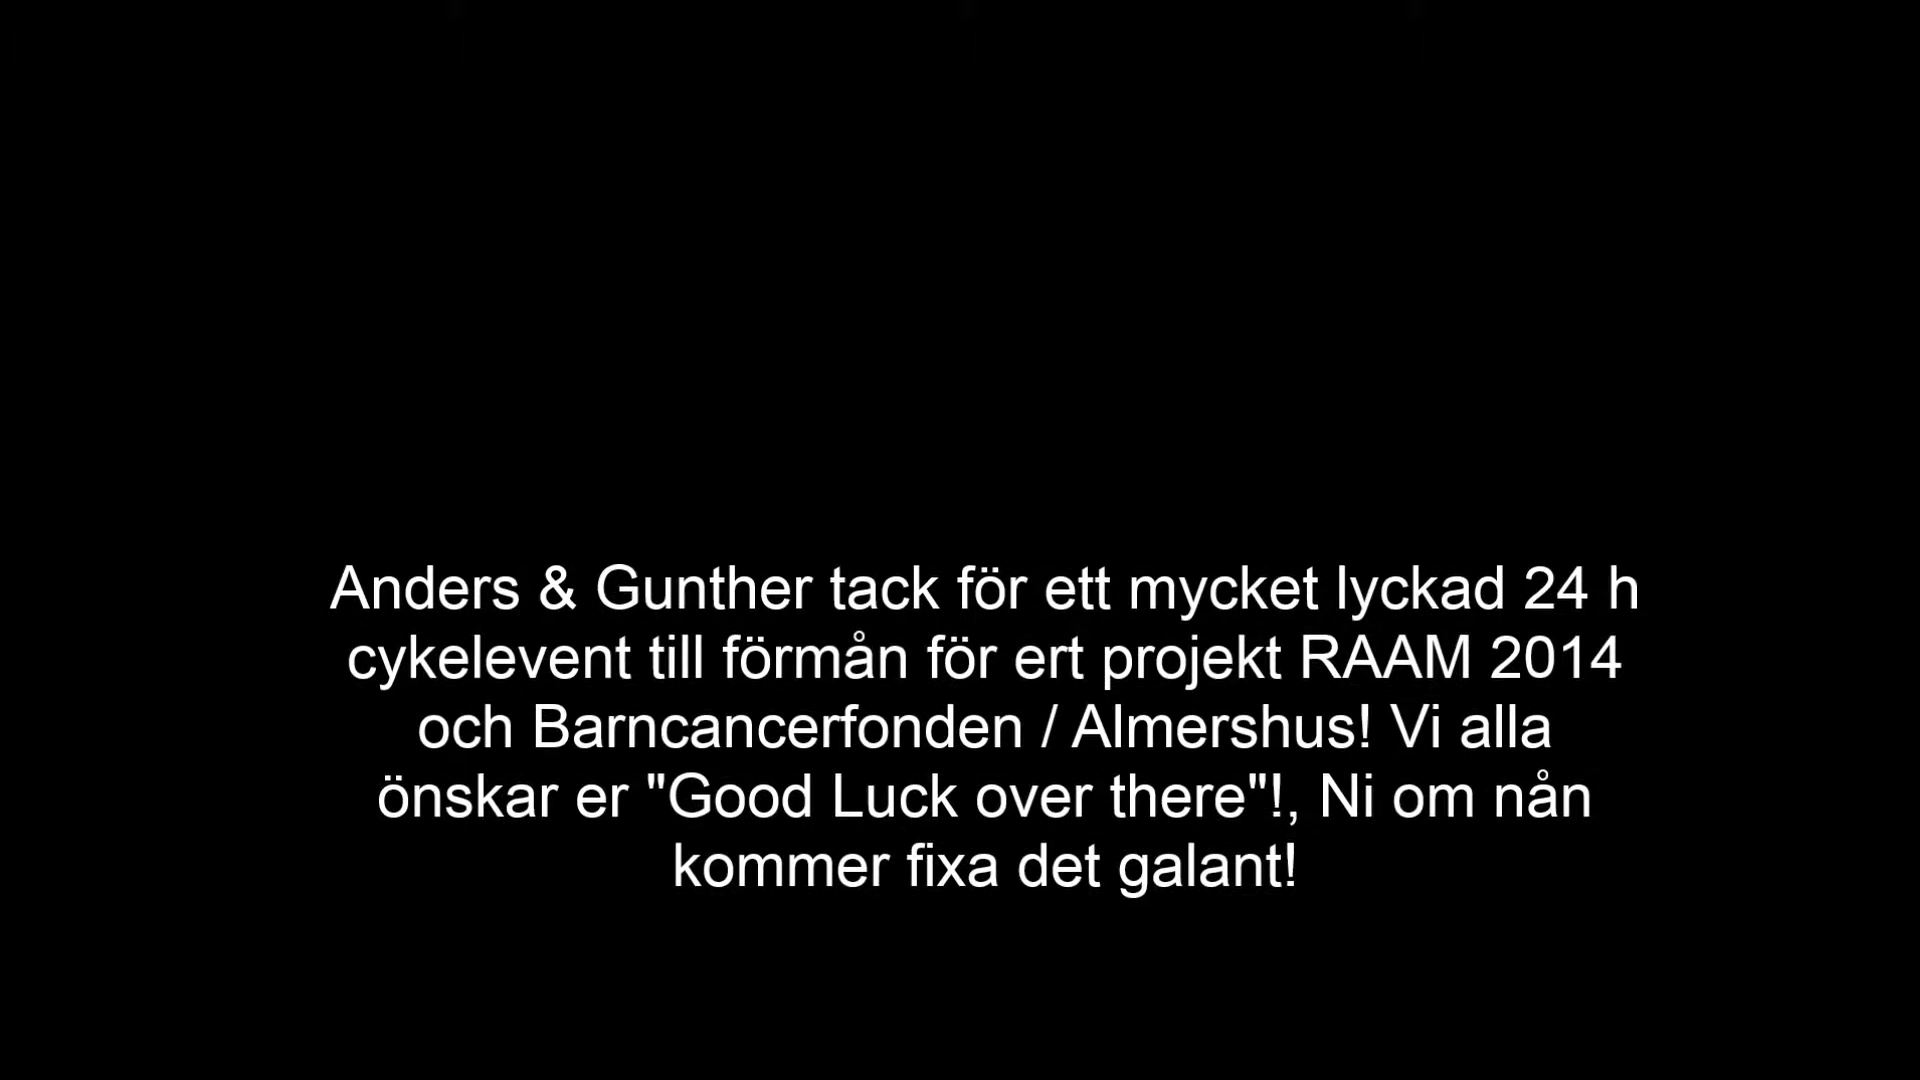 Anders & Gunther tack för ett mycket lyckad 24 h
cykelevent till förmån för ert projekt RAAM 2014
och Barncancerfonden / Almershus! Vi alla
önskar er "Good Luck over there"!, Ni om nån
kommer fixa det galant!